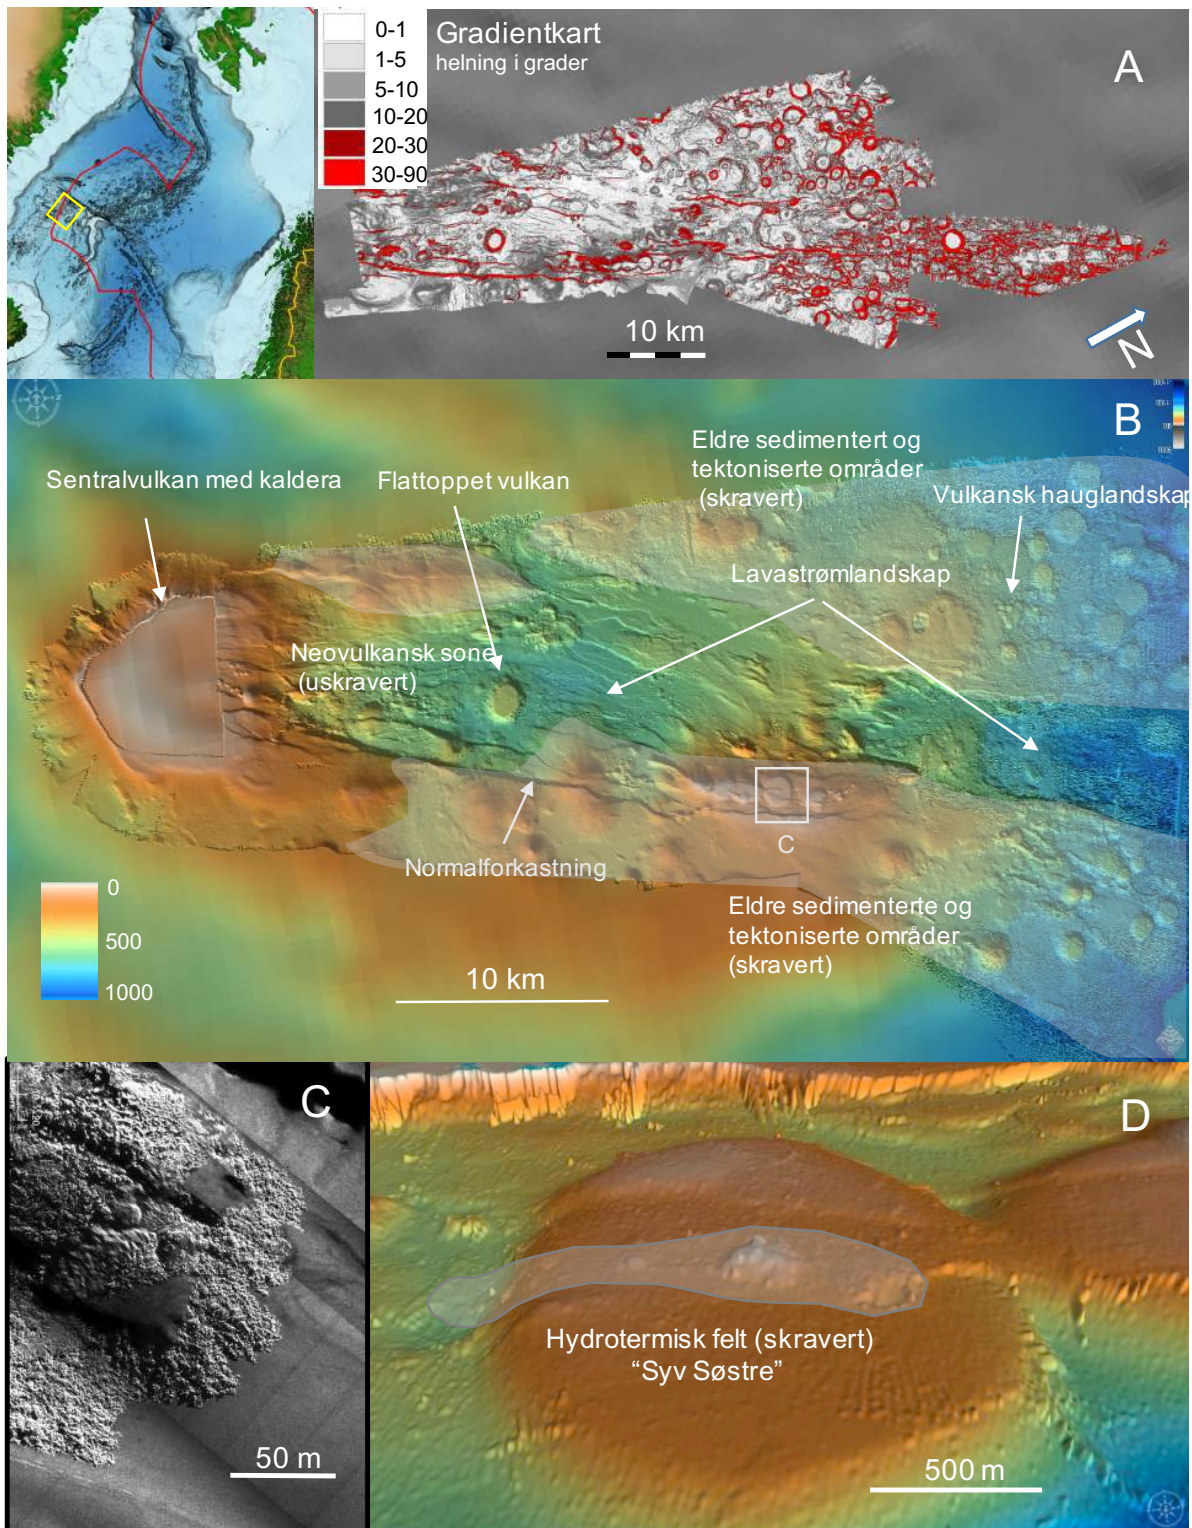 0-1
1-5
5-10
10-20
20-30
30-90
Gradientkart
helning i grader
A
10 km
N
B
Eldre sedimentert og
tektoniserte områder
(skravert)
Sentralvulkan med kaldera
Flattoppet vulkan
Vulkansk hauglandskap
Lavastrømlandskap
Neovulkansk sone
(uskravert)
C
Normalforkastning
0
500
1000
10 km
Eldre sedimenterte og
tektoniserte områder
(skravert)
C
50 m
D
Hydrotermisk felt (skravert)
“Syv Søstre”
500 m